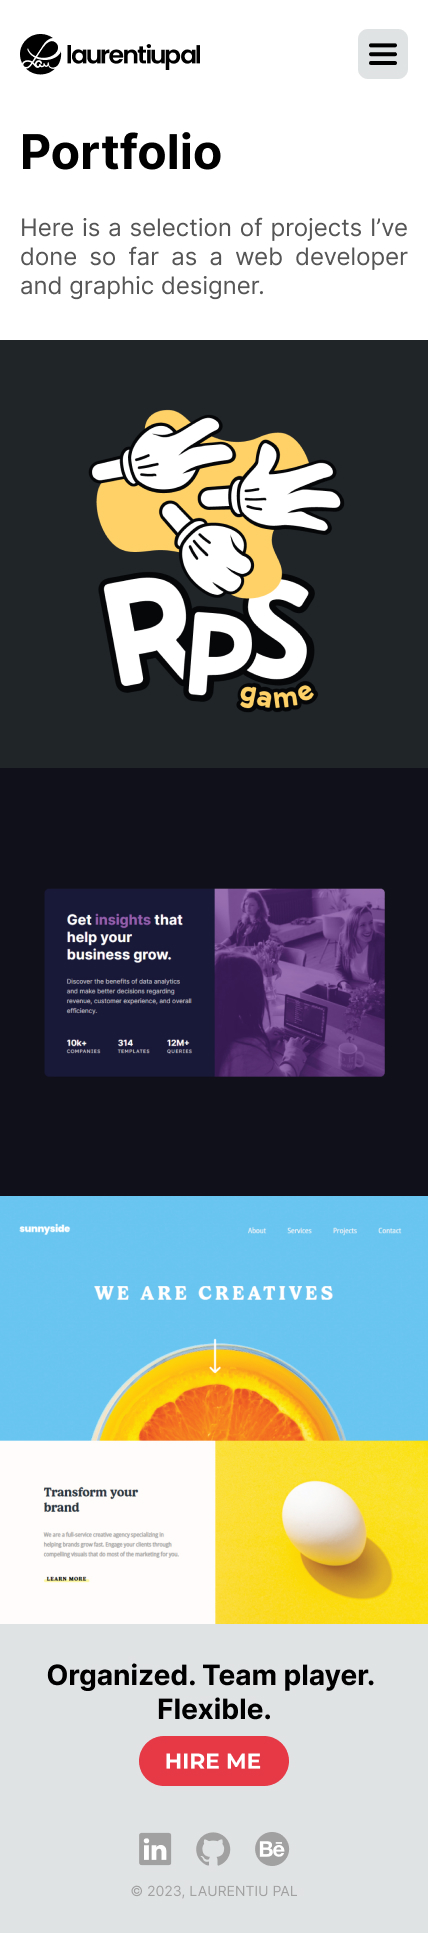 laurentiupal
Portfolio
Here is a selection of projects I’ve
done so far as a web developer
and graphic designer.
RPS
game
Get insights that
help your
business grow.
Discover the benefits of data analytics
and make better decisions regarding
revenue, customer experience, and overall
efficiency.
10k+ 314 12M+
COMPANIES TEMPLATES QUERIES
sunnyside About Services Projects Contact
WE ARE CREATIVES
Transform your
brand
We are a full-service creative agency specializing in
helping brands grow fast. Engage your clients through
compelling visuals that do most of the marketing for you.
LEARN MORE
Organized. Team player.
Flexible.
HIRE ME
in
Bē
© 2023, LAURENTIU PAL